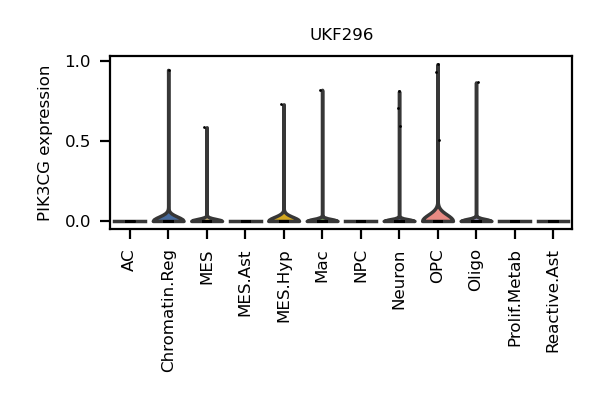 UKF296
PIK3CG expression
1.0
0.5
0.0
AC
Chromatin.Reg
MES
MES.Ast
MES.Hyp
Mac
NPC
Neuron
OPC
Oligo
Prolif.Metab
Reactive.Ast